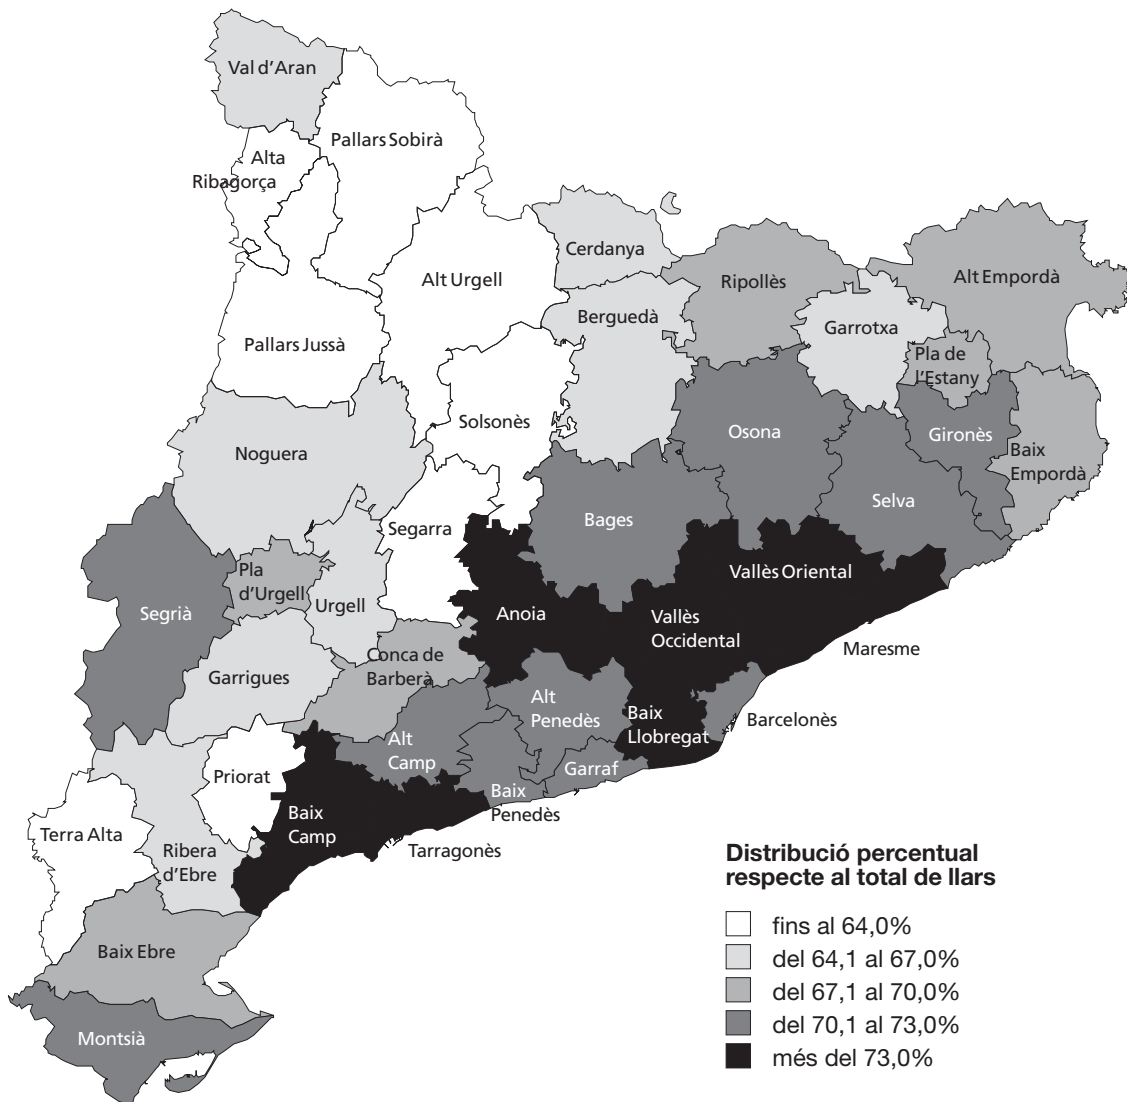 Val d'Aran
Pallars Sobirà
Alta
Ribagorça
Cerdanya
Alt Urgell
Ripollès
Alt Empordà
Berguedà
Garrotxa
Pallars Jussà
Pla de
l'Estany
Solsonès
Osona
Gironès
Noguera
Baix
Empordà
Selva
Bages
Segarra
Vallès Oriental
Pla
d'Urgell
Urgell
Segrià
Anoia
Vallès
Occidental
Maresme
Conca de
Barberà
Garrigues
Alt
Penedès
Baix
Llobregat
Barcelonès
Alt
Camp
Garraf
Priorat
Baix
Penedès
Baix
Camp
Terra Alta
Tarragonès
Ribera
d'Ebre
Baix Ebre
Montsià
Distribució percentual
respecte al total de llars
fins al 64,0%
del 64,1 al 67,0%
del 67,1 al 70,0%
del 70,1 al 73,0%
més del 73,0%